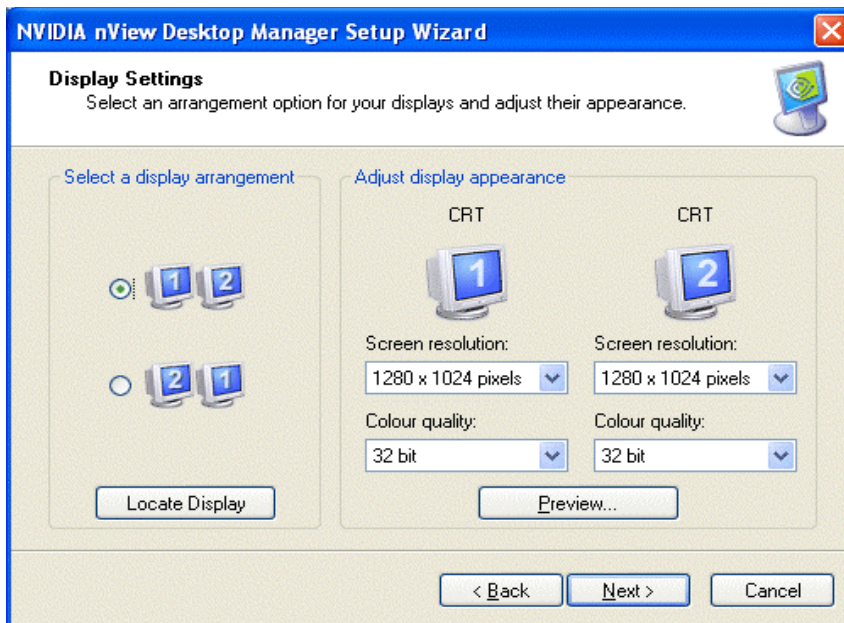 NVIDIA nView Desktop Manager Setup Wizard
Display Settings
Select an arrangement option for your displays and adjust their appearance.
Select a display arrangement
1 2
2 1
Locate Display
Adjust display appearance
CRT CRT
1 2
Screen resolution: Screen resolution:
1280 x 1024 pixels 1280 x 1024 pixels
Colour quality: Colour quality:
32 bit 32 bit
Preview...
< Back Next > Cancel